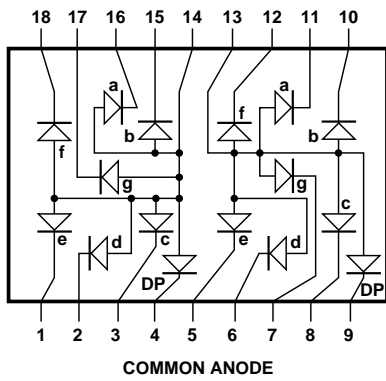 18 17 16 15 14 13 12 11 10
a a
b f b
f g g
e d c e d c
DP DP
1 2 3 4 5 6 7 8 9
COMMON ANODE